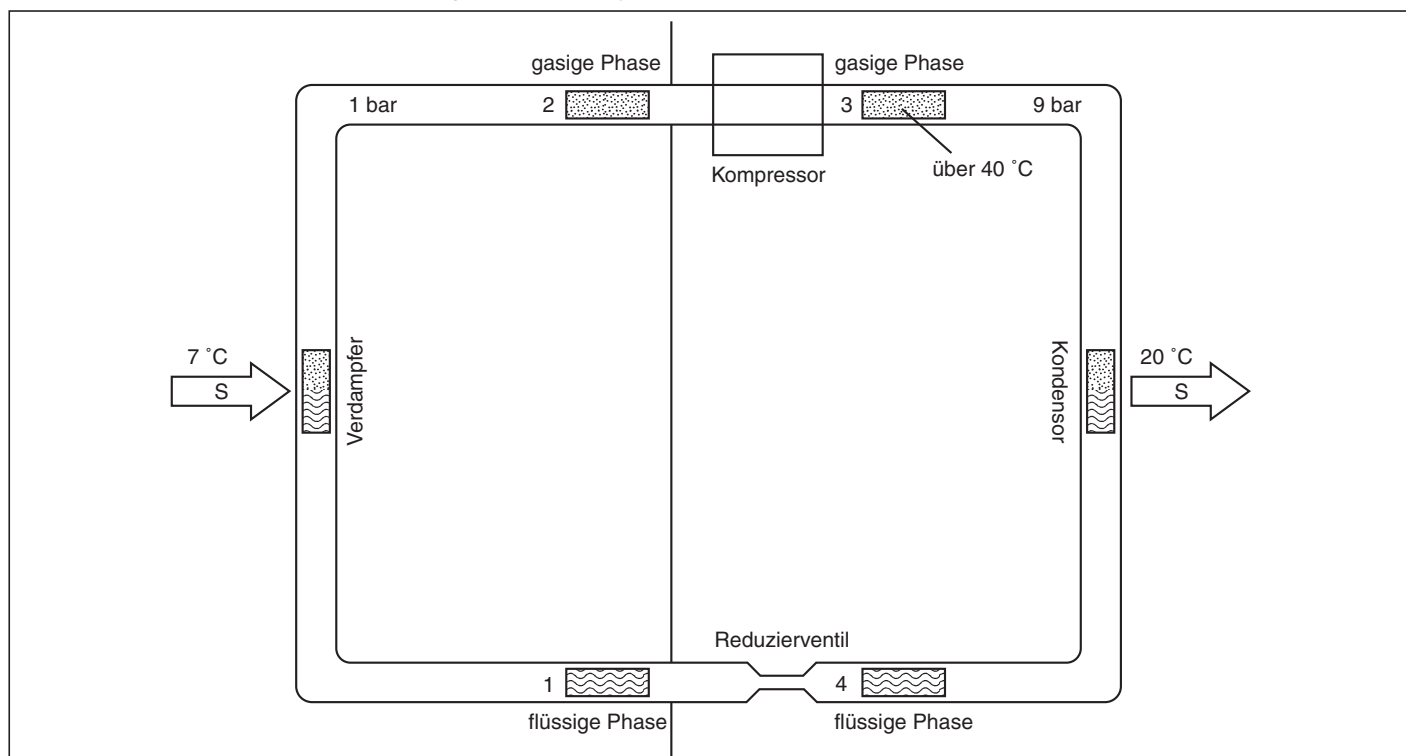 gasige Phase
gasige Phase
1 bar
2
3
9 bar
Kompressor
über 40 ˚C
7 ˚C
S
Verdampfer
Kondensor
20 ˚C
S
Reduzierventil
1
4
flüssige Phase
flüssige Phase